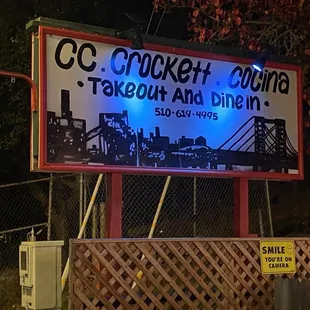 CC. Crockett. Cocina
• Takeout And Dine in •
510-619-4995
SMILE
YOU'RE ON
CAMERA